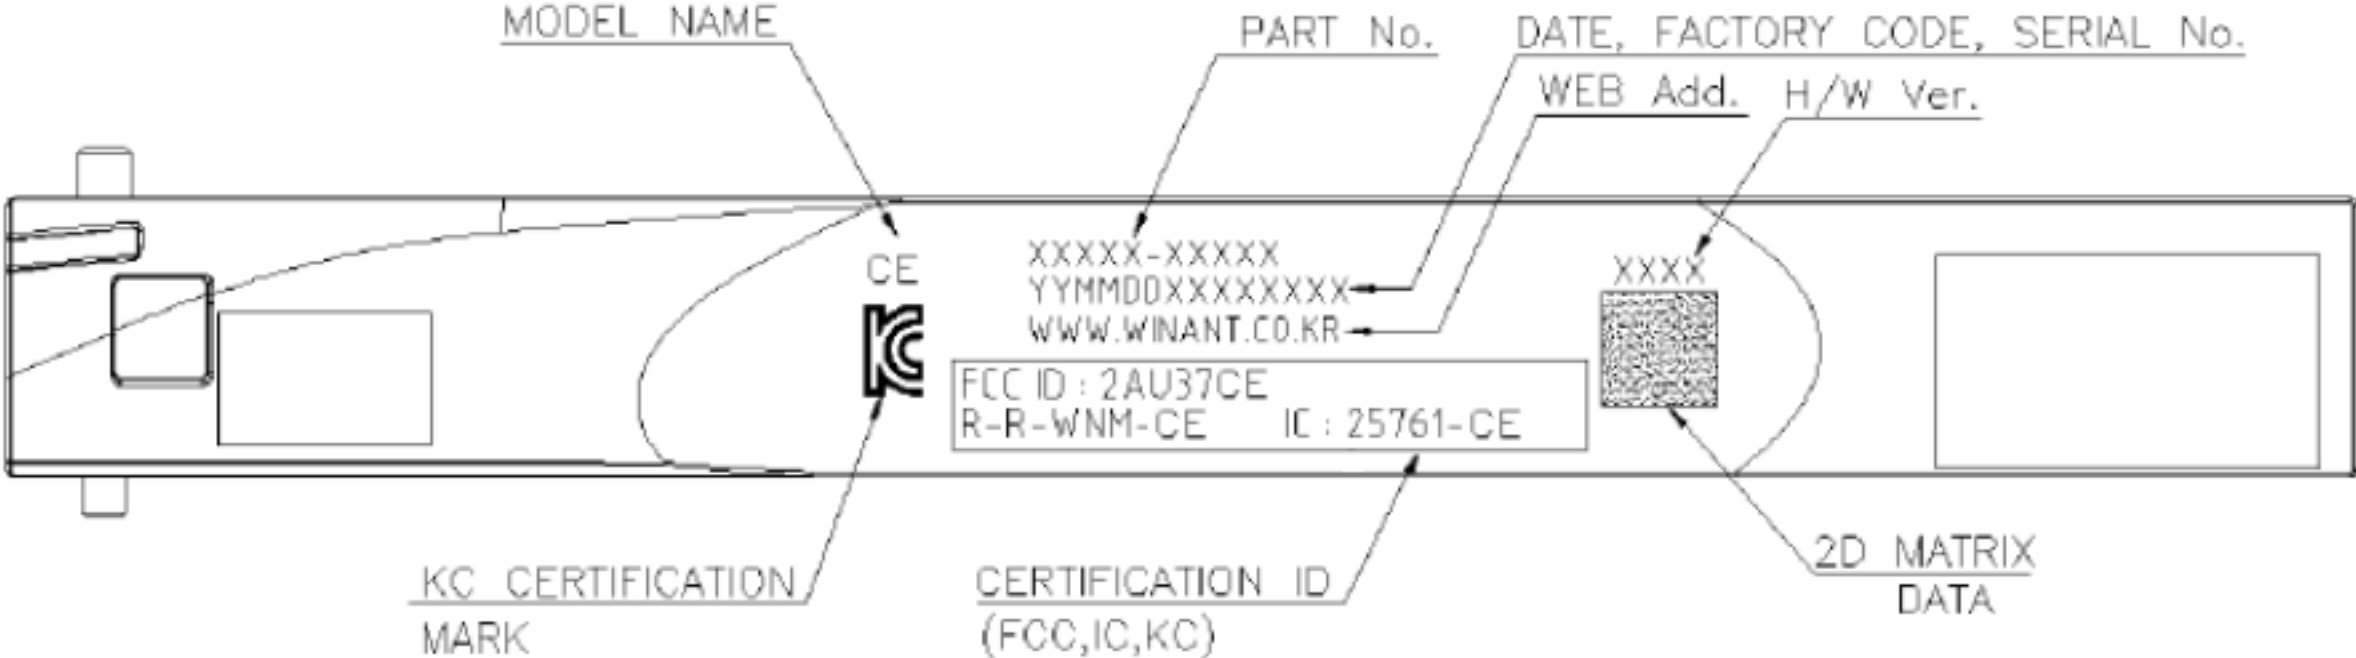 MODEL NAME
PART No.
DATE, FACTORY CODE, SERIAL No.
WEB Add.
H/W Ver.
CE
XXXXX-XXXXX
YYMMDDXXXXXXXX
WWW.WINANT.CO.KR
XXXX
KC
FCC ID : 2AU37CE
R-R-WNM-CE IC : 25761-CE
KC CERTIFICATION
MARK
CERTIFICATION ID
(FCC,IC,KC)
2D MATRIX
DATA